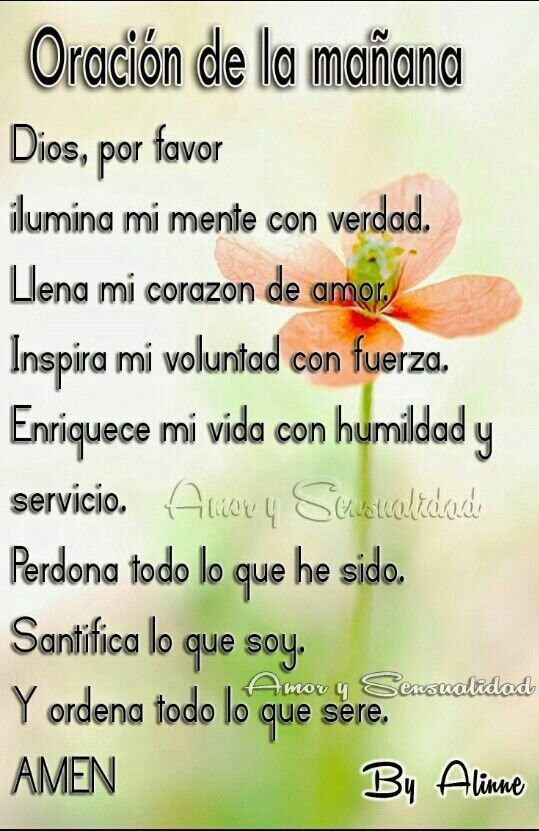 Oración de la mañana
Dios, por favor
ilumina mi mente con verdad.
Llena mi corazon de amor.
Inspira mi voluntad con fuerza.
Enriquece mi vida con humildad y
servicio.
Amor y Sensualidad
Perdona todo lo que he sido.
Santifica lo que soy.
Amor y Sensualidad
Y ordena todo lo que sere.
AMEN
By Alinne